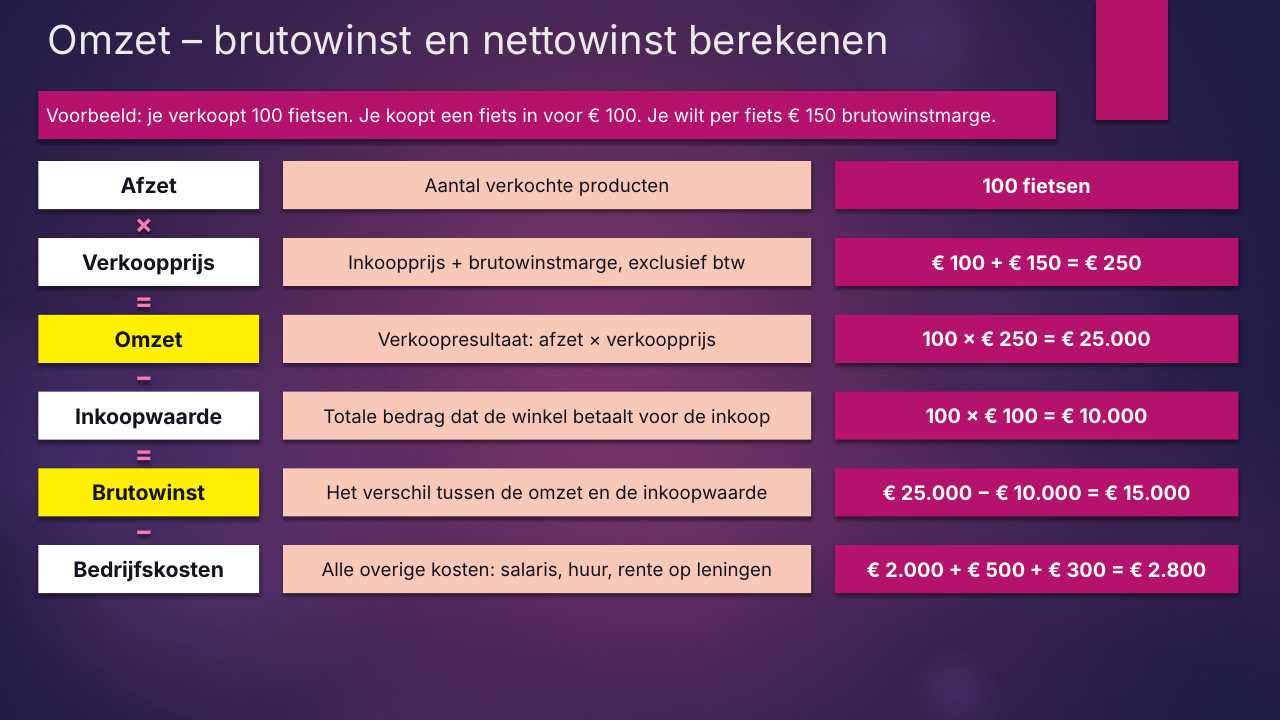 Omzet – brutowinst en nettowinst berekenen
Voorbeeld: je verkoopt 100 fietsen. Je koopt een fiets in voor € 100. Je wilt per fiets € 150 brutowinstmarge.
Afzet
Aantal verkochte producten
100 fietsen
×
Verkoopprijs
Inkoopprijs + brutowinstmarge, exclusief btw
€ 100 + € 150 = € 250
=
Omzet
Verkoopresultaat: afzet × verkoopprijs
100 × € 250 = € 25.000
–
Inkoopwaarde
Totale bedrag dat de winkel betaalt voor de inkoop
100 × € 100 = € 10.000
=
Brutowinst
Het verschil tussen de omzet en de inkoopwaarde
€ 25.000 – € 10.000 = € 15.000
–
Bedrijfskosten
Alle overige kosten: salaris, huur, rente op leningen
€ 2.000 + € 500 + € 300 = € 2.800